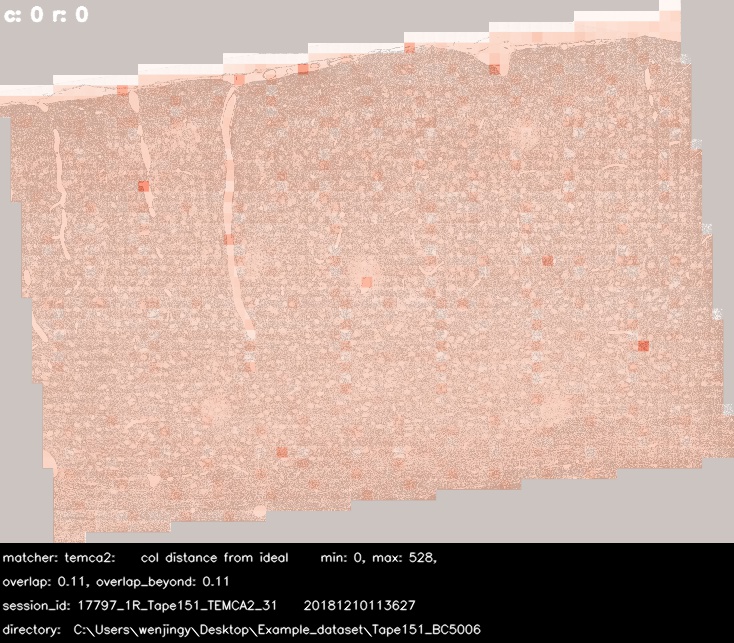 c: 0 r: 0
matcher: temca2: col distance from ideal min: 0, max: 528,
overlap: 0.11, overlap_beyond: 0.11
session_id: 17797_1R_Tape151_TEMCA2_31 20181210113627
directory: C:\Users\wenjingy\Desktop\Example_dataset\Tape151_BC5006